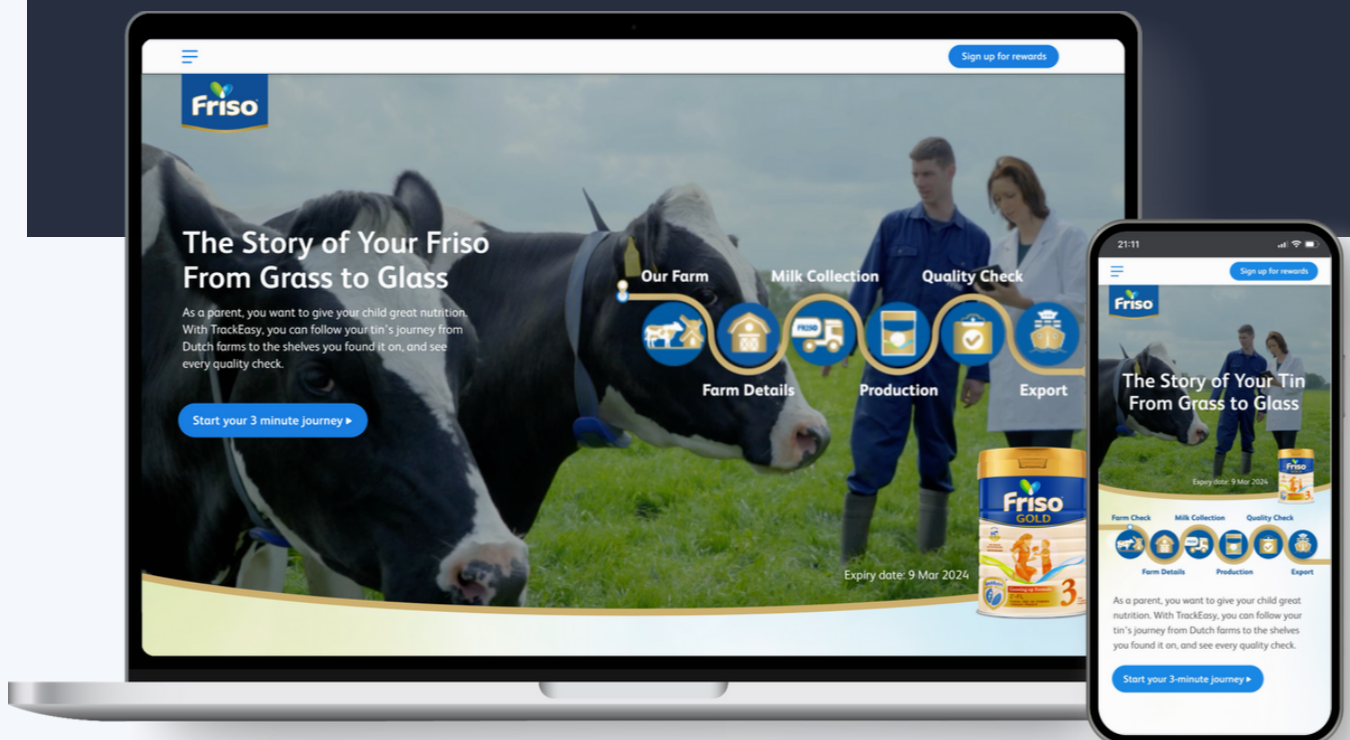 Sign up for rewards
Friso
The Story of Your Friso
From Grass to Glass
As a parent, you want to give your child great nutrition.
With TrackEasy, you can follow your tin's journey from
Dutch farms to the shelves you found it on, and see
every quality check.
Start your 3 minute journey
Our Farm
Milk Collection
Quality Check
FRISO
Farm Details
Production
Export
Friso
GOLD
3
Expiry date: 9 Mar 2024
21:11
Sign up for rewards
Friso
The Story of Your Tin
From Grass to Glass
Friso
3
Expiry date: 9 Mar 2024
Farm Check
Milk Collection
Quality Check
Farm Details
Production
Export
As a parent, you want to give your child great
nutrition. With TrackEasy, you can follow your
tin's journey from Dutch farms to the shelves
you found it on, and see every quality check.
Start your 3-minute journey